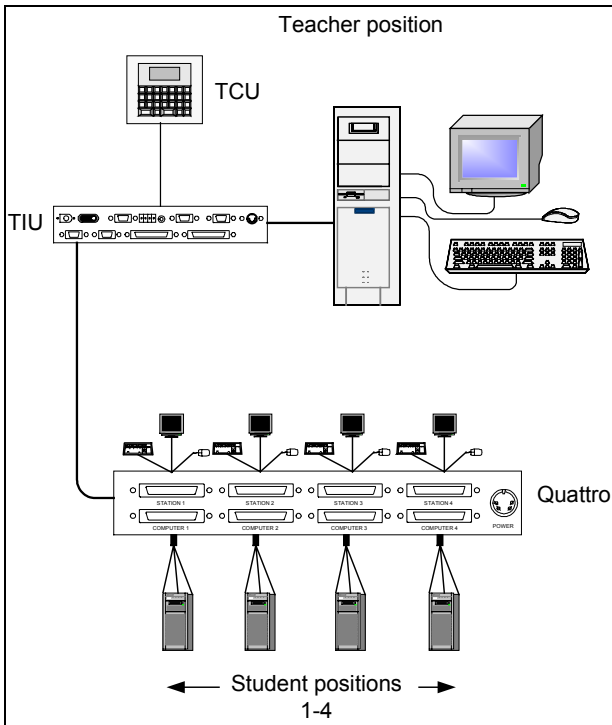 Teacher position
TCU
TIU
Quattro
STATION 1 STATION 2 STATION 3 STATION 4
COMPUTER 1 COMPUTER 2 COMPUTER 3 COMPUTER 4
POWER
Student positions
1-4